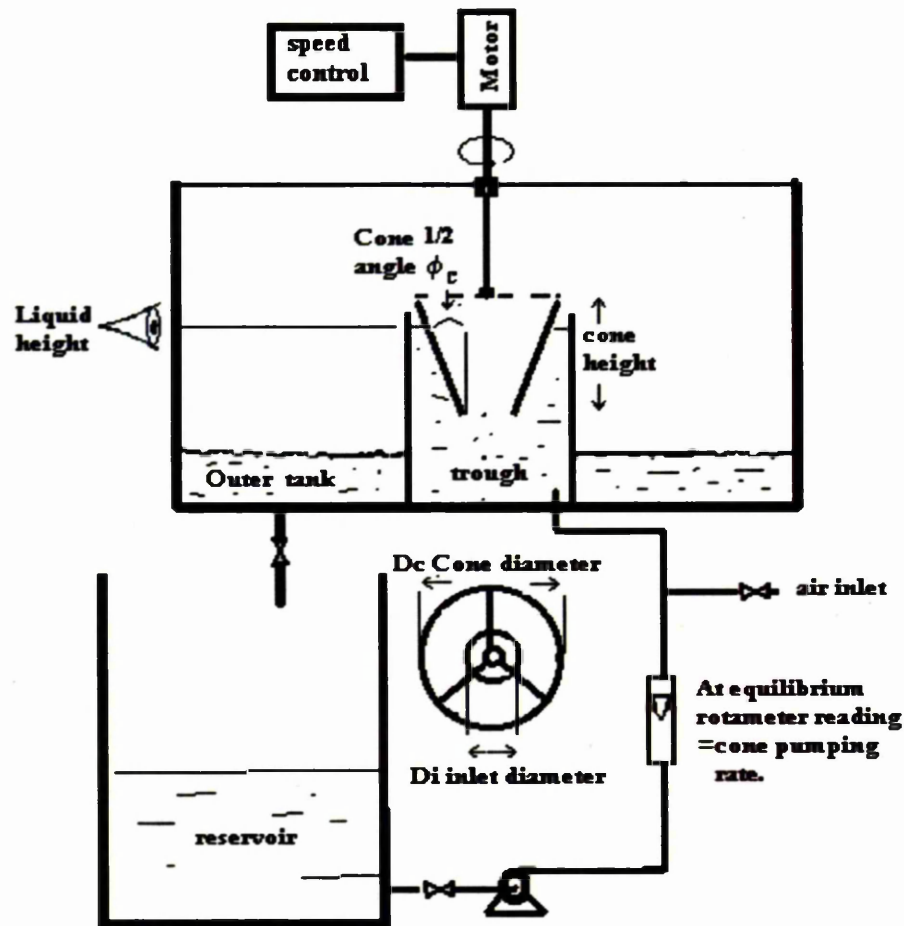 speed
control
Motor
Cone 1/2
angle ϕc
Liquid
height
cone
height
Outer tank
trough
Dc Cone diameter
air inlet
At equilibrium
rotameter reading
=cone pumping
rate.
Di inlet diameter
reservoir